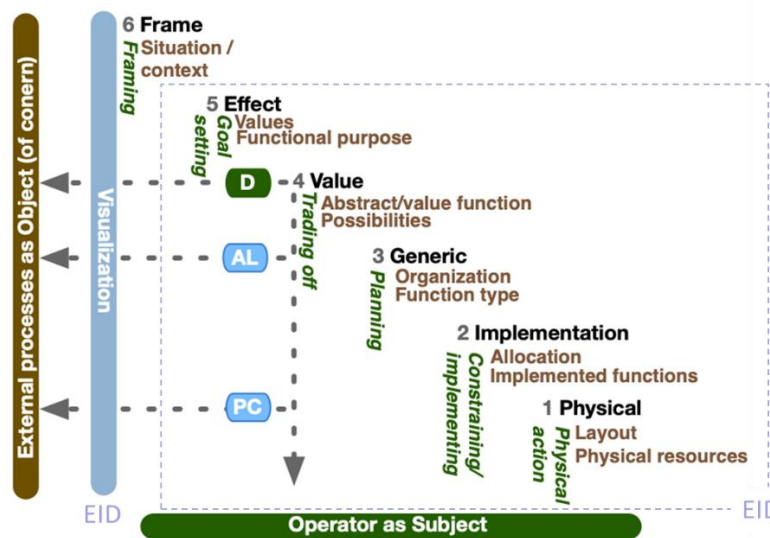 6 Frame
Situation /
context
Framing
5 Effect
Values
Functional purpose
Goal
setting
D
4 Value
Abstract/value function
Possibilities
Trading off
AL
3 Generic
Organization
Function type
Planning
2 Implementation
Allocation
Implemented functions
Constraining/
implementing
PC
1 Physical
Layout
Physical resources
Physical
action
External processes as Object (of conern)
Visualization
EID
EID
Operator as Subject